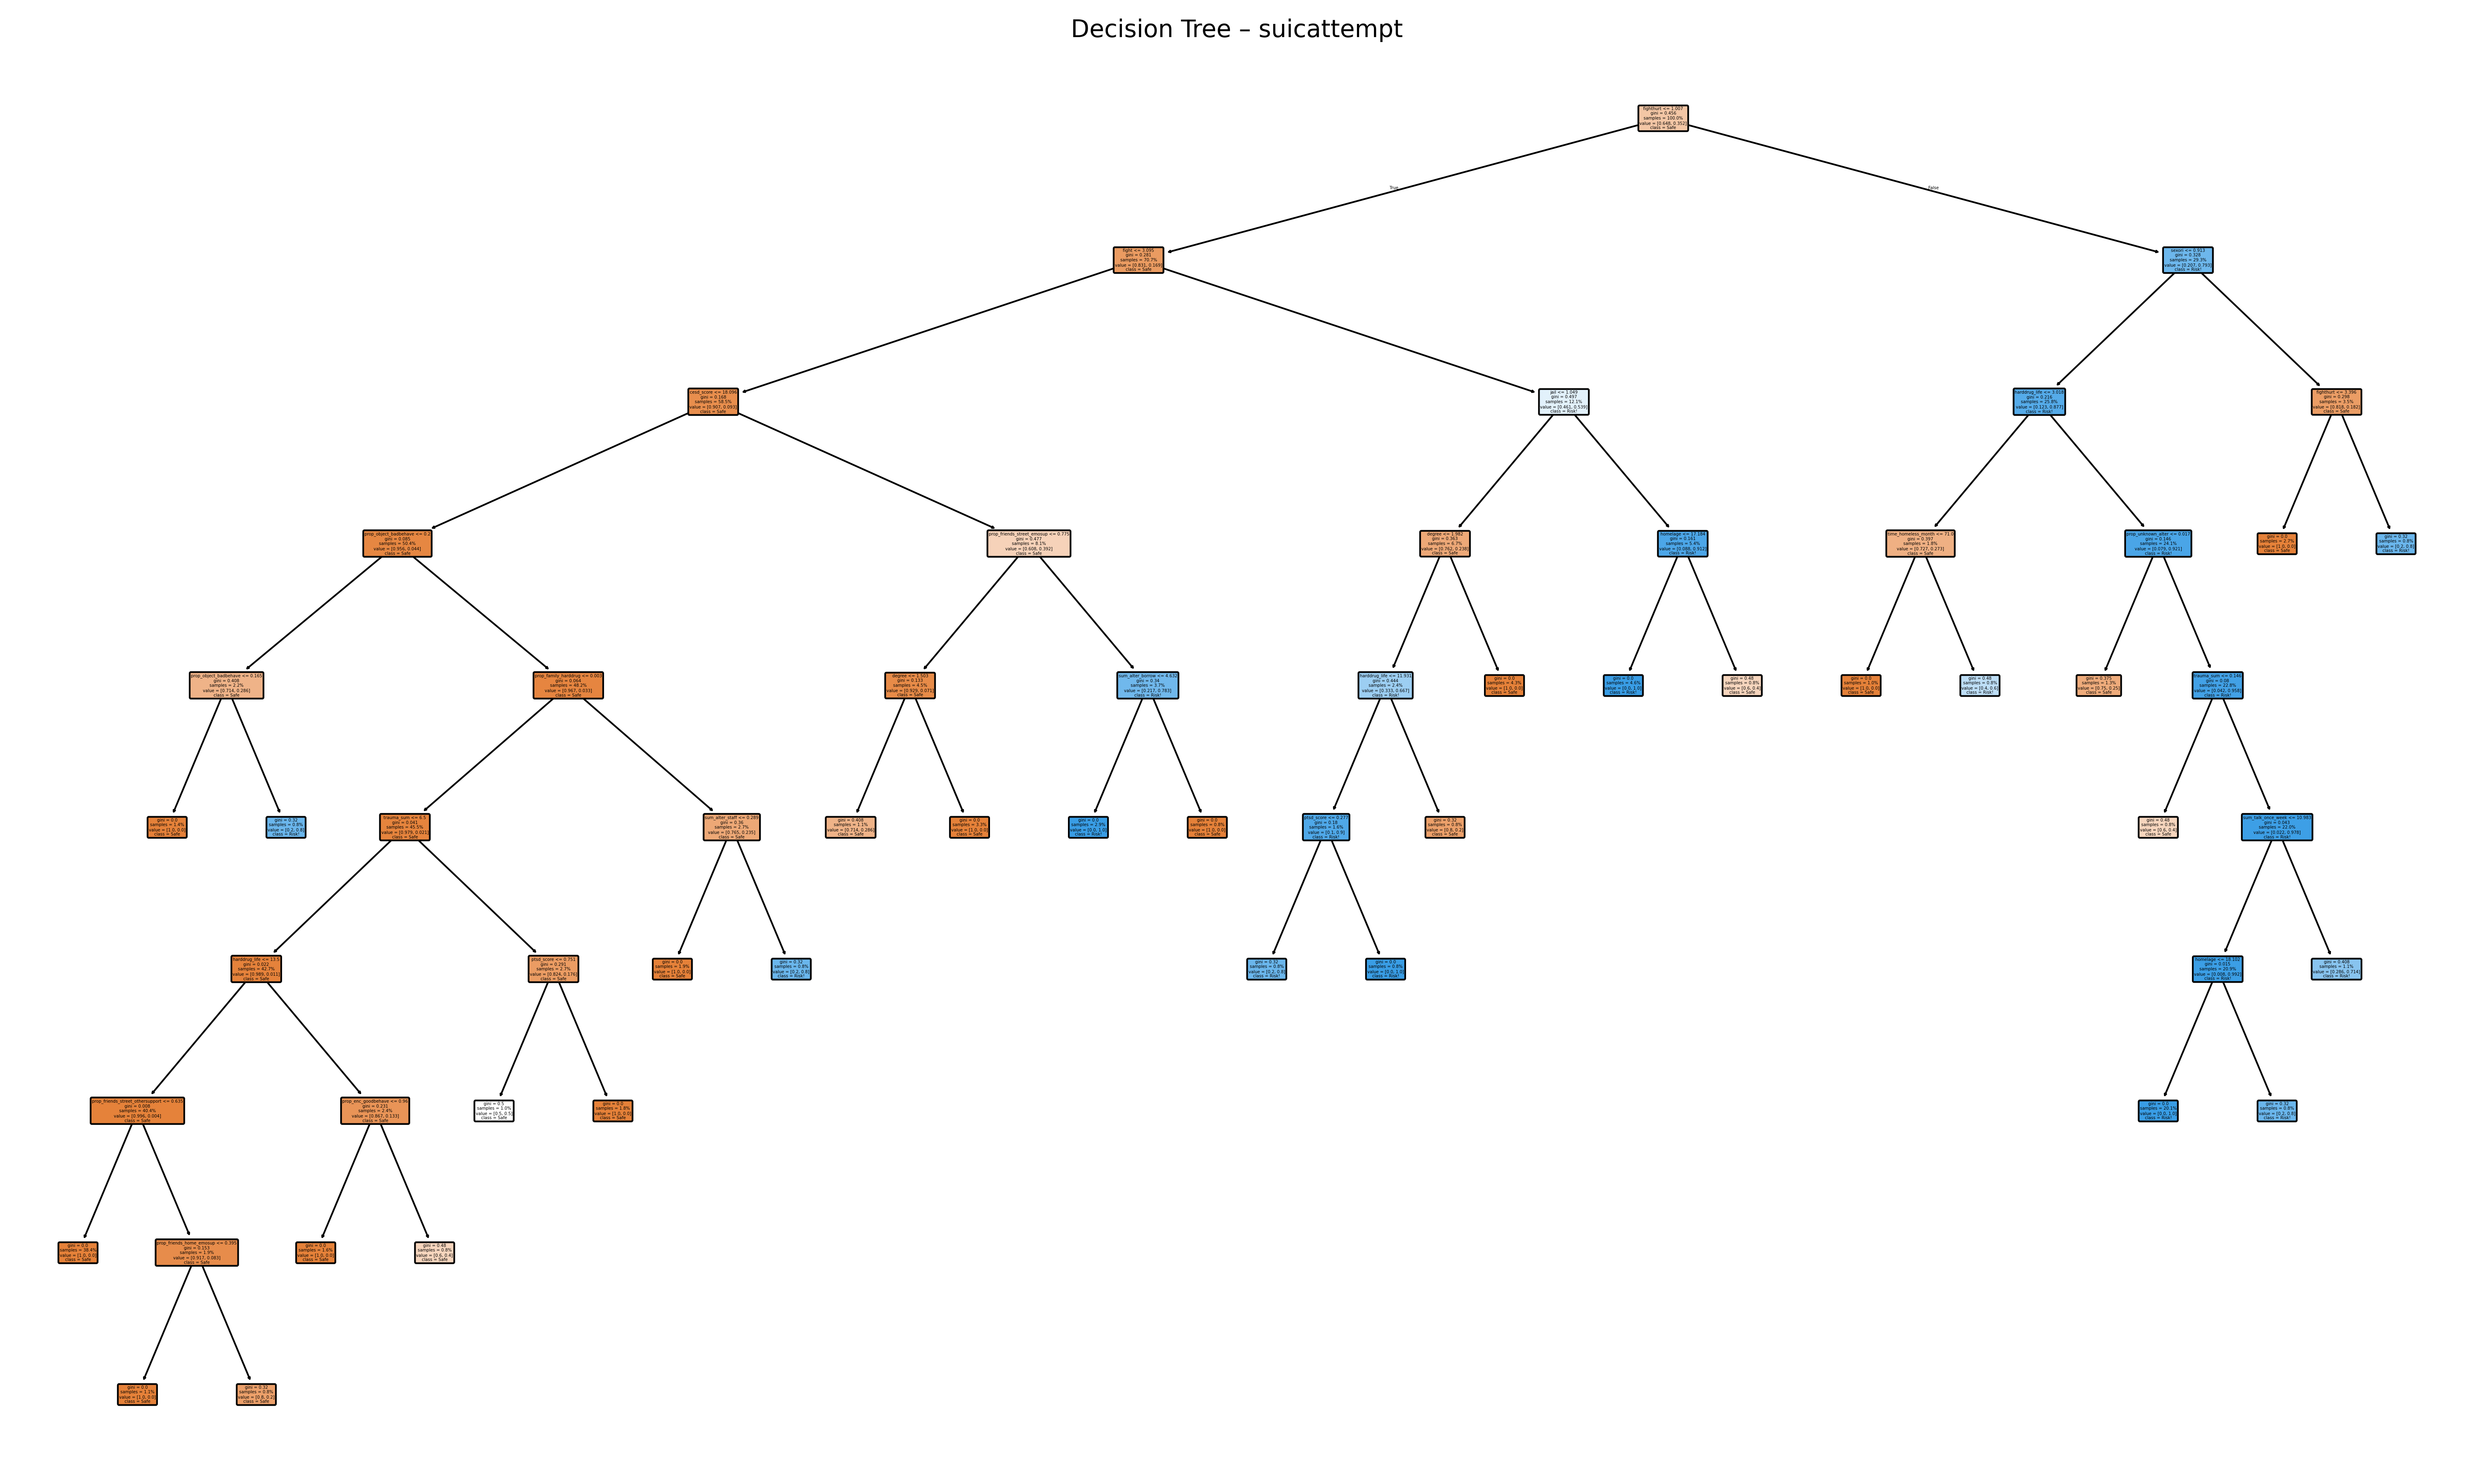 Decision Tree – suicattempt
fighthurt <= 1.007
gini = 0.456
samples = 100.0%
value = [0.648, 0.352]
class = Safe
True
False
fight <= 3.095
gini = 0.281
samples = 70.7%
value = [0.831, 0.169]
class = Safe
gini = 0.328
samples = 29.3%
value = [0.207, 0.793]
class = Risk!
cesd_score <= 18.096
gini = 0.168
samples = 58.5%
value = [0.907, 0.093]
class = Safe
jail <= 1.049
gini = 0.497
samples = 12.1%
value = [0.461, 0.539]
class = Risk!
gini = 0.216
samples = 25.8%
value = [0.123, 0.877]
class = Risk!
fighthurt <= 3.396
gini = 0.298
samples = 3.5%
value = [0.818, 0.182]
class = Safe
prop_object_badbehave <= 0.2
gini = 0.085
samples = 50.4%
value = [0.956, 0.044]
class = Safe
prop_friends_street_emosup <= 0.775
gini = 0.477
samples = 8.1%
value = [0.608, 0.392]
class = Safe
degree <= 1.982
gini = 0.363
samples = 6.7%
value = [0.762, 0.238]
class = Safe
homelage <= 17.184
gini = 0.161
samples = 5.4%
value = [0.088, 0.912]
class = Risk!
time_homeless_month <= 71.0
gini = 0.397
samples = 1.8%
value = [0.727, 0.273]
class = Safe
prop_unknown_alter <= 0.017
gini = 0.146
samples = 24.1%
value = [0.079, 0.921]
class = Risk!
gini = 0.0
samples = 2.7%
value = [1.0, 0.0]
class = Safe
gini = 0.32
samples = 0.8%
value = [0.2, 0.8]
class = Risk!
prop_object_badbehave <= 0.165
gini = 0.408
samples = 2.2%
value = [0.714, 0.286]
class = Safe
prop_family_harddrug <= 0.003
gini = 0.064
samples = 48.2%
value = [0.967, 0.033]
class = Safe
degree <= 1.503
gini = 0.133
samples = 4.5%
value = [0.929, 0.071]
class = Safe
sum_alter_borrow <= 4.632
gini = 0.34
samples = 3.7%
value = [0.217, 0.783]
class = Risk!
harddrug_life <= 11.931
gini = 0.444
samples = 2.4%
value = [0.333, 0.667]
class = Risk!
gini = 0.0
samples = 4.3%
value = [1.0, 0.0]
class = Safe
gini = 0.0
samples = 4.6%
value = [0.0, 1.0]
class = Risk!
gini = 0.48
samples = 0.8%
value = [0.6, 0.4]
class = Safe
gini = 0.0
samples = 1.0%
value = [1.0, 0.0]
class = Safe
gini = 0.48
samples = 0.8%
value = [0.4, 0.6]
class = Risk!
gini = 0.375
samples = 1.3%
value = [0.75, 0.25]
class = Safe
trauma_sum <= 0.146
gini = 0.08
samples = 22.8%
value = [0.042, 0.958]
class = Risk!
gini = 0.0
samples = 1.4%
value = [1.0, 0.0]
class = Safe
gini = 0.32
samples = 0.8%
value = [0.2, 0.8]
class = Risk!
trauma_sum <= 6.5
gini = 0.041
samples = 45.5%
value = [0.979, 0.021]
class = Safe
sum_alter_staff <= 0.289
gini = 0.36
samples = 2.7%
value = [0.765, 0.235]
class = Safe
gini = 0.408
samples = 1.1%
value = [0.714, 0.286]
class = Safe
gini = 0.0
samples = 3.3%
value = [1.0, 0.0]
class = Safe
gini = 0.0
samples = 2.9%
value = [0.0, 1.0]
class = Risk!
gini = 0.0
samples = 0.8%
value = [1.0, 0.0]
class = Safe
ptsd_score <= 0.277
gini = 0.18
samples = 1.6%
value = [0.1, 0.9]
class = Risk!
gini = 0.32
samples = 0.8%
value = [0.8, 0.2]
class = Safe
gini = 0.48
samples = 0.8%
value = [0.6, 0.4]
class = Safe
sum_talk_once_week <= 10.983
gini = 0.043
samples = 22.0%
value = [0.022, 0.978]
class = Risk!
harddrug_life <= 13.5
gini = 0.022
samples = 42.7%
value = [0.989, 0.011]
class = Safe
ptsd_score <= 0.751
gini = 0.291
samples = 2.7%
value = [0.824, 0.176]
class = Safe
gini = 0.0
samples = 1.9%
value = [1.0, 0.0]
class = Safe
gini = 0.32
samples = 0.8%
value = [0.2, 0.8]
class = Risk!
gini = 0.32
samples = 0.8%
value = [0.2, 0.8]
class = Risk!
gini = 0.0
samples = 0.8%
value = [0.0, 1.0]
class = Risk!
homelage <= 18.102
gini = 0.015
samples = 20.9%
value = [0.008, 0.992]
class = Risk!
gini = 0.408
samples = 1.1%
value = [0.286, 0.714]
class = Risk!
prop_friends_street_othersupport <= 0.635
gini = 0.008
samples = 40.4%
value = [0.996, 0.004]
class = Safe
prop_enc_goodbehave <= 0.96
gini = 0.231
samples = 2.4%
value = [0.867, 0.133]
class = Safe
gini = 0.5
samples = 1.0%
value = [0.5, 0.5]
class = Safe
gini = 0.0
samples = 1.8%
value = [1.0, 0.0]
class = Safe
gini = 0.0
samples = 20.1%
value = [0.0, 1.0]
class = Risk!
gini = 0.32
samples = 0.8%
value = [0.2, 0.8]
class = Risk!
gini = 0.0
samples = 38.4%
value = [1.0, 0.0]
class = Safe
prop_friends_home_emosup <= 0.395
gini = 0.153
samples = 1.9%
value = [0.917, 0.083]
class = Safe
gini = 0.0
samples = 1.6%
value = [1.0, 0.0]
class = Safe
gini = 0.48
samples = 0.8%
value = [0.6, 0.4]
class = Safe
gini = 0.0
samples = 1.1%
value = [1.0, 0.0]
class = Safe
gini = 0.32
samples = 0.8%
value = [0.8, 0.2]
class = Safe